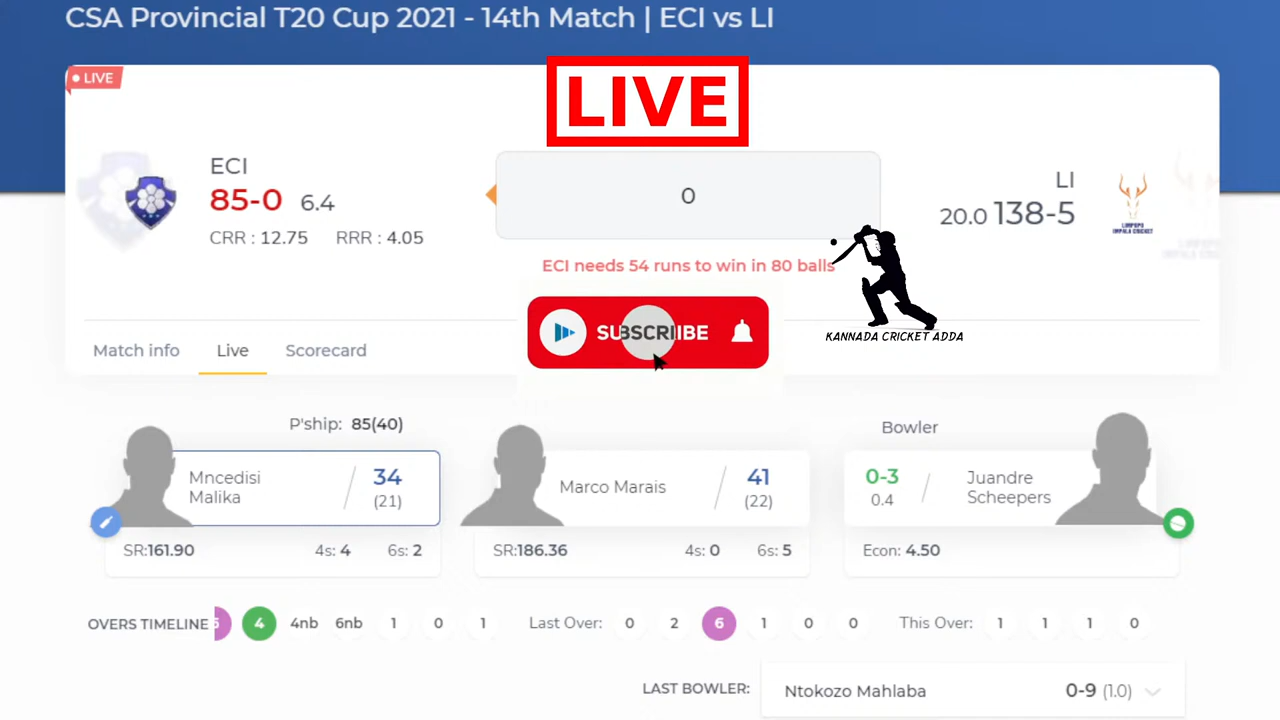 CSA Provincial T20 Cup 2021 - 14th Match | ECI vs LI
LIVE
LIVE
ECI
85-0 6.4
CRR : 12.75 RRR : 4.05
0
LI
20.0 138-5
LIMPOPO
IMPALA CRICKET
ECI needs 54 runs to win in 80 balls
SUBSCRIIBE
KANNADA CRICKET ADDA
Match info Live Scorecard
P'ship: 85(40)
Bowler
Mncedisi Malika 34 (21)
SR:161.90 4s: 4 6s: 2
Marco Marais 41 (22)
SR:186.36 4s: 0 6s: 5
0-3 0.4 Juandre Scheepers
Econ: 4.50
OVERS TIMELINE 4 4nb 6nb 1 0 1 Last Over: 0 2 6 1 0 0 This Over: 1 1 1 0
LAST BOWLER: Ntokozo Mahlaba 0-9 (1.0)